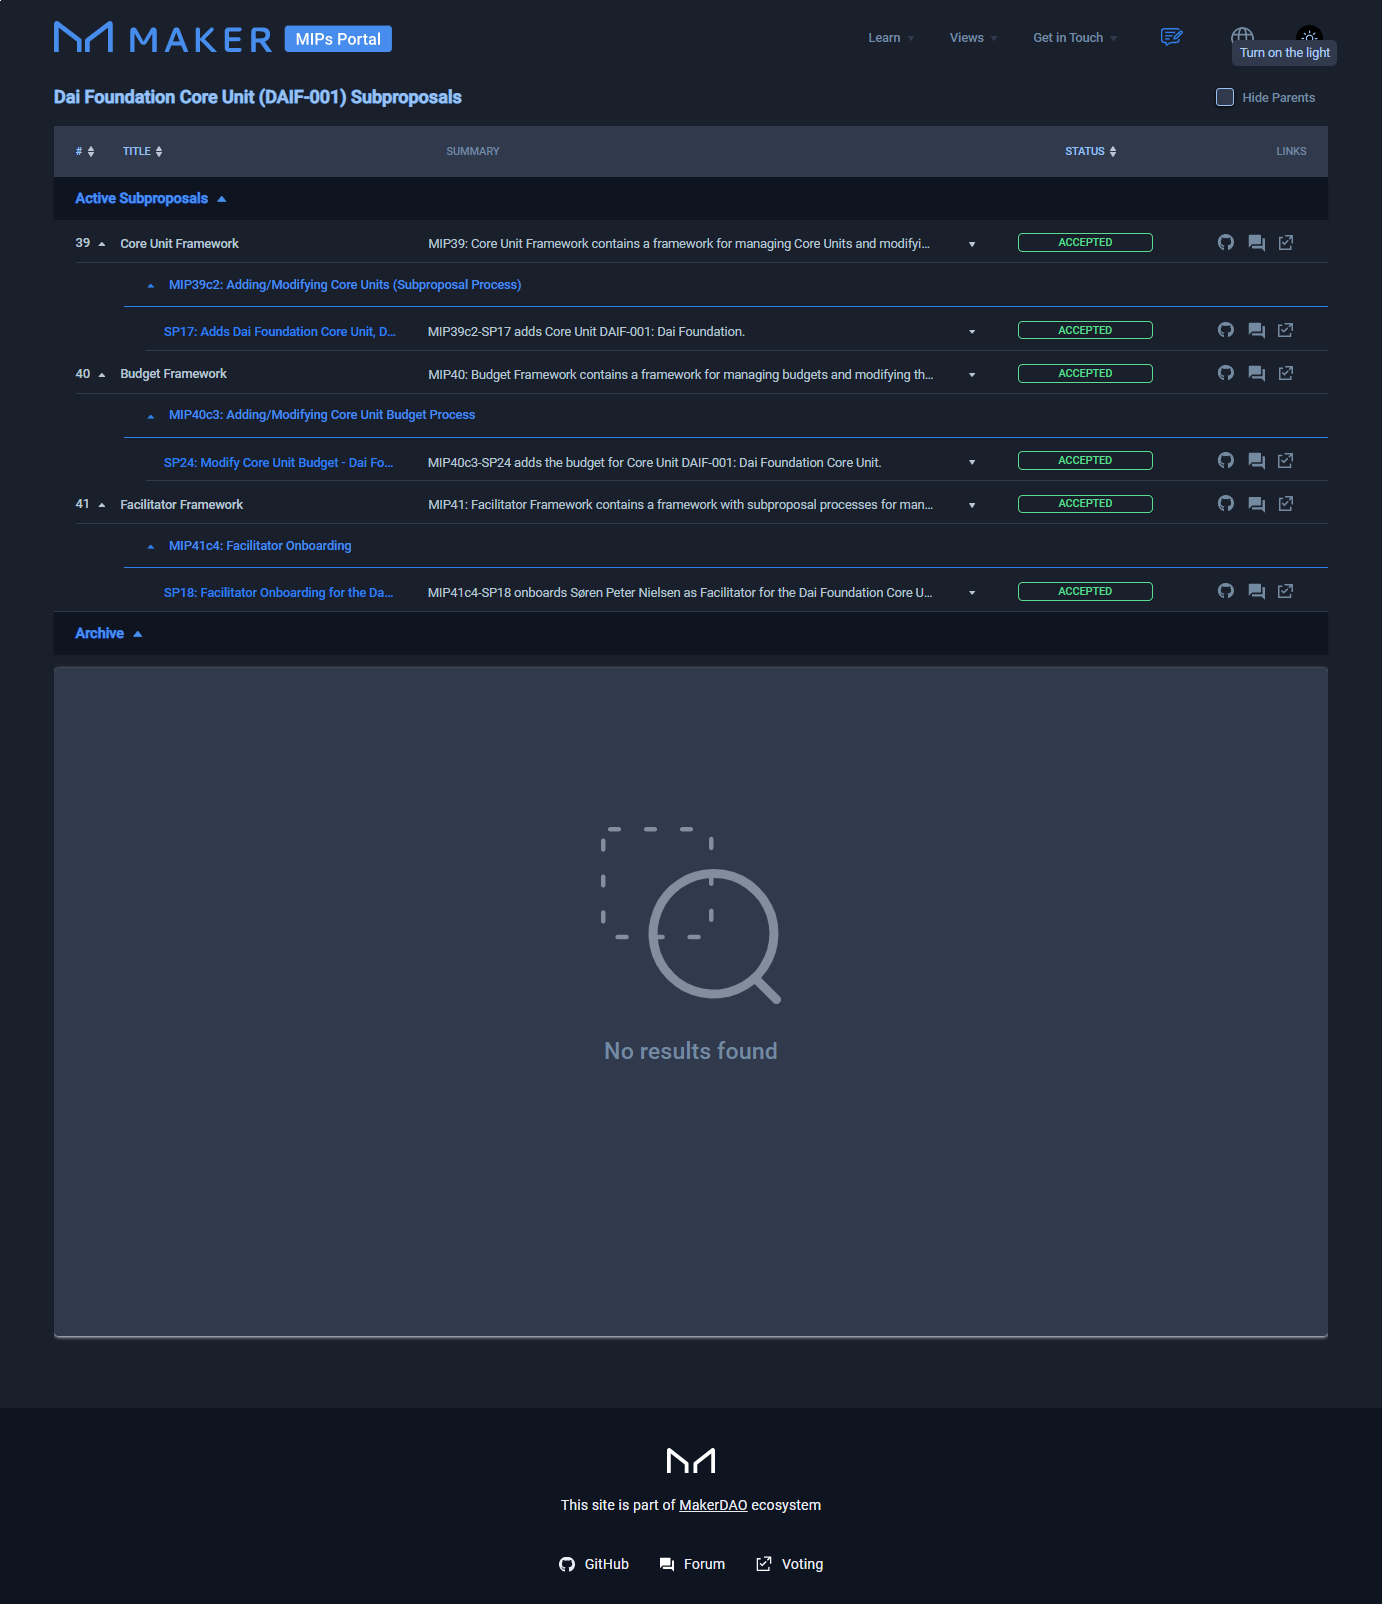 MAKER MIPs Portal
Learn Views Get in Touch
Turn on the light
Dai Foundation Core Unit (DAIF-001) Subproposals
Hide Parents
# TITLE SUMMARY STATUS LINKS
Active Subproposals
39 Core Unit Framework MIP39: Core Unit Framework contains a framework for managing Core Units and modifyi... ACCEPTED
MIP39c2: Adding/Modifying Core Units (Subproposal Process)
SP17: Adds Dai Foundation Core Unit, D... MIP39c2-SP17 adds Core Unit DAIF-001: Dai Foundation. ACCEPTED
40 Budget Framework MIP40: Budget Framework contains a framework for managing budgets and modifying th... ACCEPTED
MIP40c3: Adding/Modifying Core Unit Budget Process
SP24: Modify Core Unit Budget - Dai Fo... MIP40c3-SP24 adds the budget for Core Unit DAIF-001: Dai Foundation Core Unit. ACCEPTED
41 Facilitator Framework MIP41: Facilitator Framework contains a framework with subproposal processes for man... ACCEPTED
MIP41c4: Facilitator Onboarding
SP18: Facilitator Onboarding for the Da... MIP41c4-SP18 onboards Søren Peter Nielsen as Facilitator for the Dai Foundation Core U... ACCEPTED
Archive
No results found
This site is part of MakerDAO ecosystem
GitHub Forum Voting